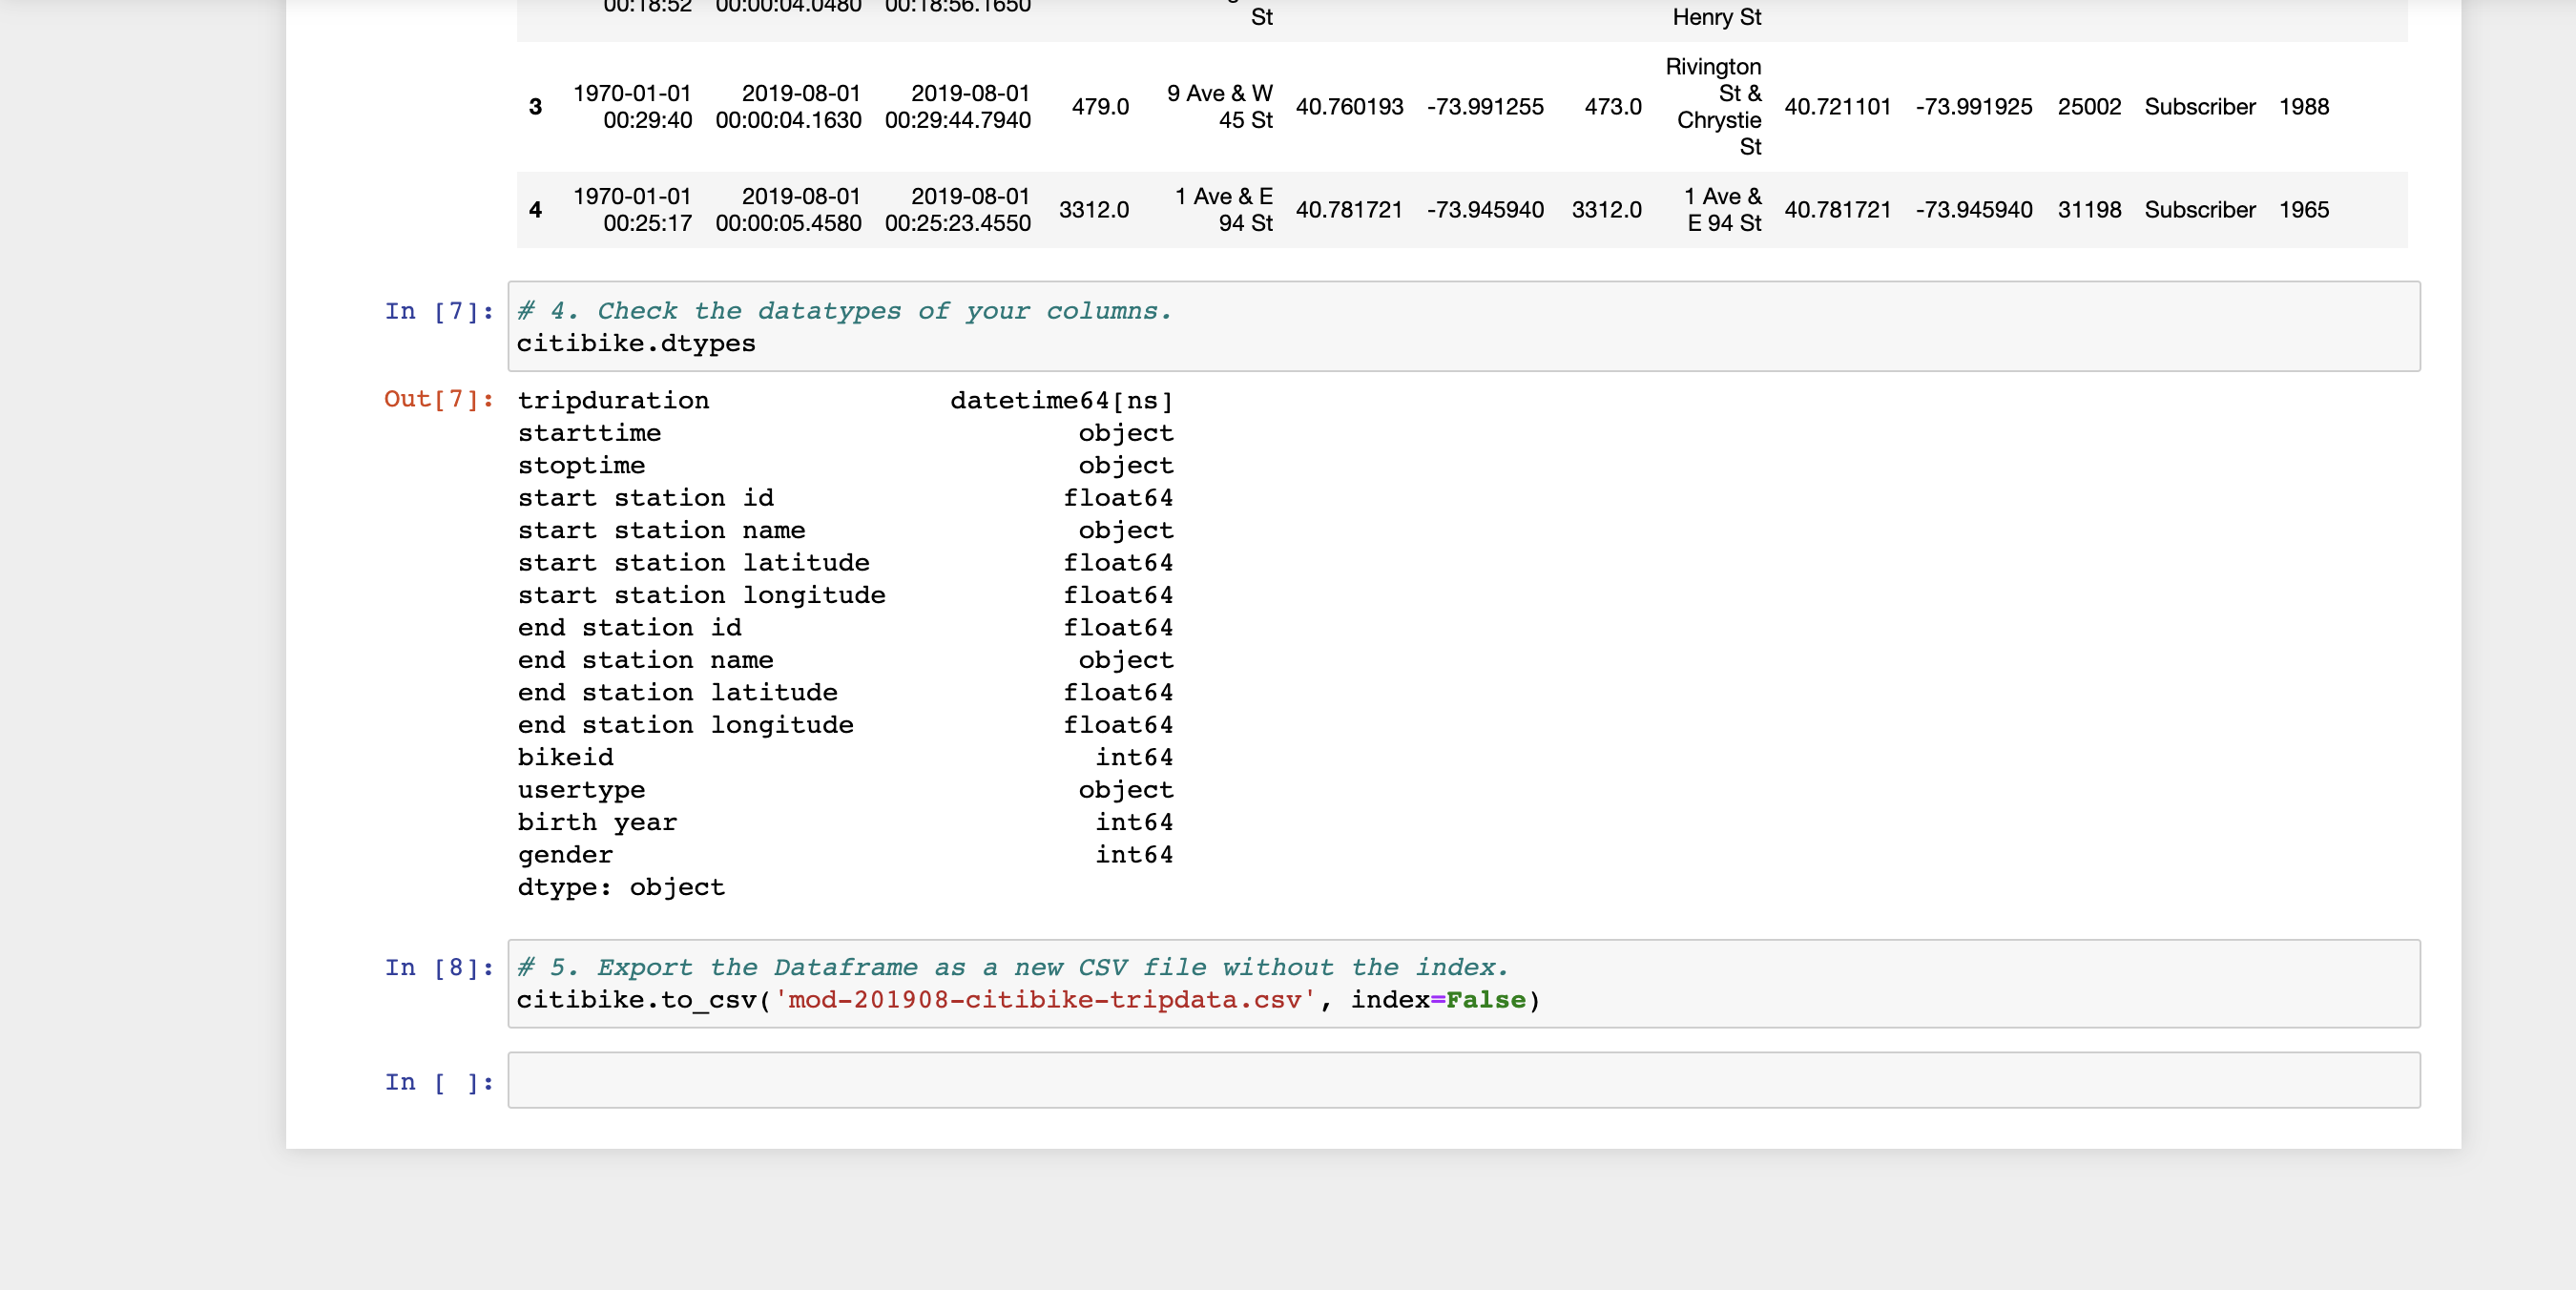 00:18:52 00:00:04.0480 00:18:56.1650 St Henry St
Rivington
1970-01-01 2019-08-01 2019-08-01 9 Ave & W St &
3 479.0 40.760193 -73.991255 473.0 40.721101 -73.991925 25002 Subscriber 1988
00:29:40 00:00:04.1630 00:29:44.7940 45 St Chrystie
St
1970-01-01 2019-08-01 2019-08-01 1 Ave & E 1 Ave &
4 3312.0 40.781721 -73.945940 3312.0 40.781721 -73.945940 31198 Subscriber 1965
00:25:17 00:00:05.4580 00:25:23.4550 94 St E 94 St
In [7]: # 4. Check the datatypes of your columns.
citibike.dtypes
Out[7]: tripduration datetime64[ns]
starttime object
stoptime object
start station id float64
start station name object
start station latitude float64
start station longitude float64
end station id float64
end station name object
end station latitude float64
end station longitude float64
bikeid int64
usertype object
birth year int64
gender int64
dtype: object
In [8]: # 5. Export the Dataframe as a new CSV file without the index.
citibike.to_csv('mod-201908-citibike-tripdata.csv', index=False)
In [ ]: